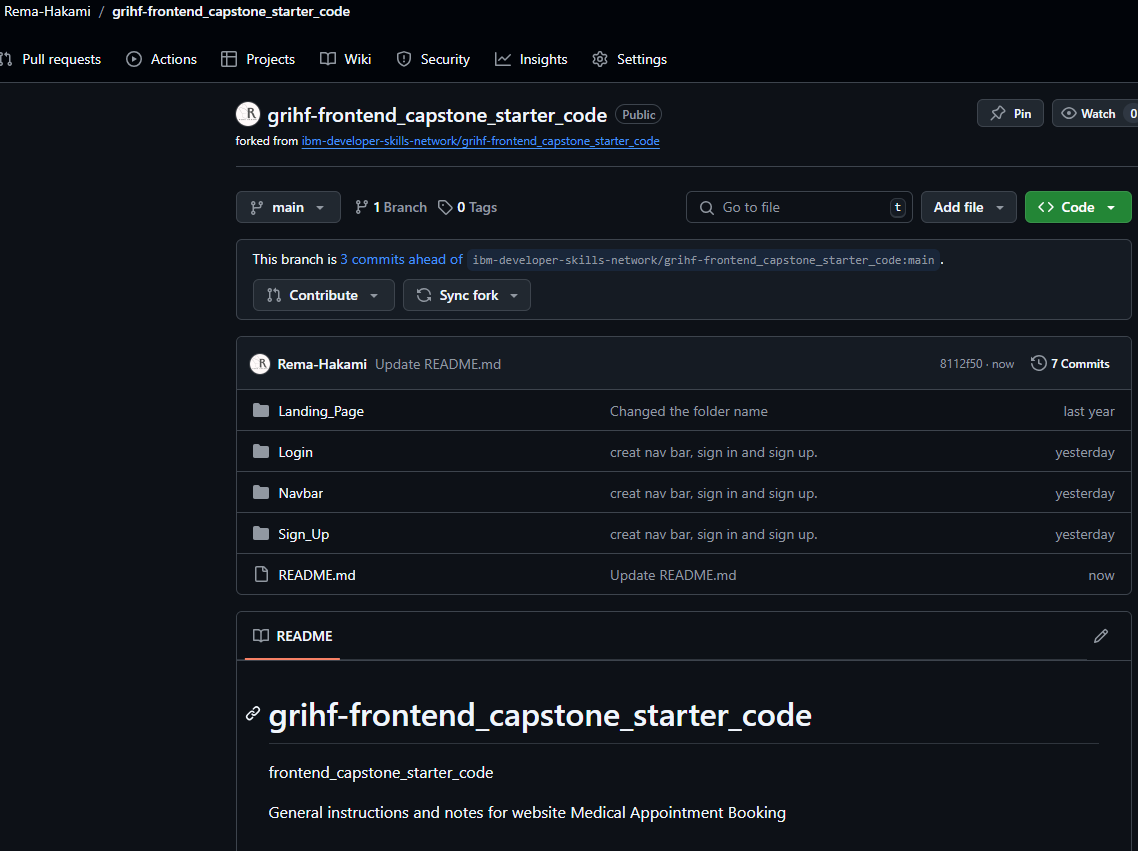 Rema-Hakami / grihf-frontend_capstone_starter_code
Pull requests Actions Projects Wiki Security Insights Settings
R grihf-frontend_capstone_starter_code Public Pin Watch 0
forked from ibm-developer-skills-network/grihf-frontend_capstone_starter_code
main 1 Branch 0 Tags Go to file t Add file Code
This branch is 3 commits ahead of ibm-developer-skills-network/grihf-frontend_capstone_starter_code:main .
Contribute Sync fork
R Rema-Hakami Update README.md 8112f50 · now 7 Commits
Landing_Page Changed the folder name last year
Login creat nav bar, sign in and sign up. yesterday
Navbar creat nav bar, sign in and sign up. yesterday
Sign_Up creat nav bar, sign in and sign up. yesterday
README.md Update README.md now
README
grihf-frontend_capstone_starter_code
frontend_capstone_starter_code
General instructions and notes for website Medical Appointment Booking